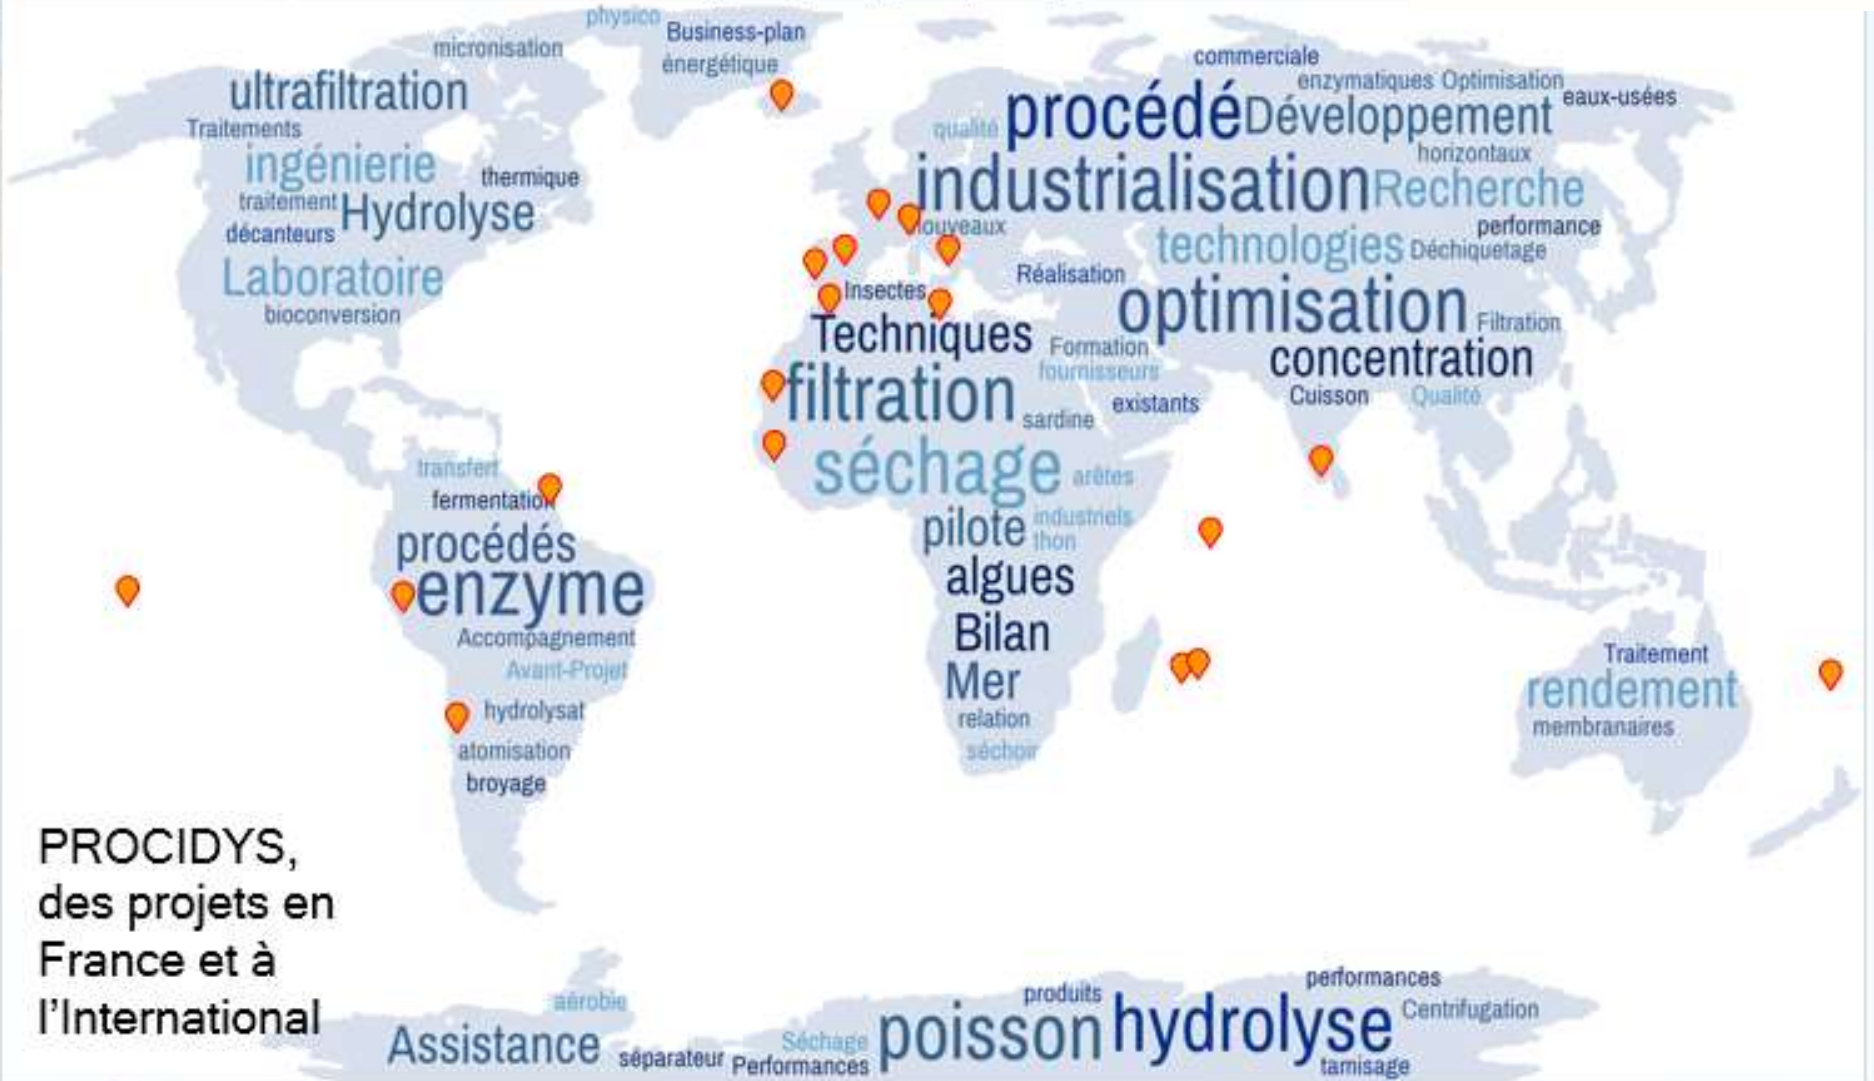 physico
Business-plan
micronisation
énergétique
commerciale
enzymatiques Optimisation
ultrafiltration
eaux-usées
procédé Développement
Traitements
qualité
horizontaux
ingénierie
thermique
industrialisation Recherche
traitement Hydrolyse
décanteurs
nouveaux
performance
technologies Déchiquetage
Laboratoire
Réalisation
Insectes
bioconversion
optimisation Filtration
Techniques
Formation
concentration
fournisseurs
filtration
existants
Cuisson
Qualité
sardine
séchage arêtes
transfert
fermentation
pilote industriels
thon
procédés
enzyme
algues
Bilan
Accompagnement
Avant-Projet
Mer
Traitement
rendement
membranaires
relation
hydrolysat
séchoir
atomisation
broyage
PROCIDYS,
des projets en
France et à
l'International
aérobie
Assistance
séparateur
Séchage
Performances
produits
poisson hydrolyse
performances
Centrifugation
tamisage